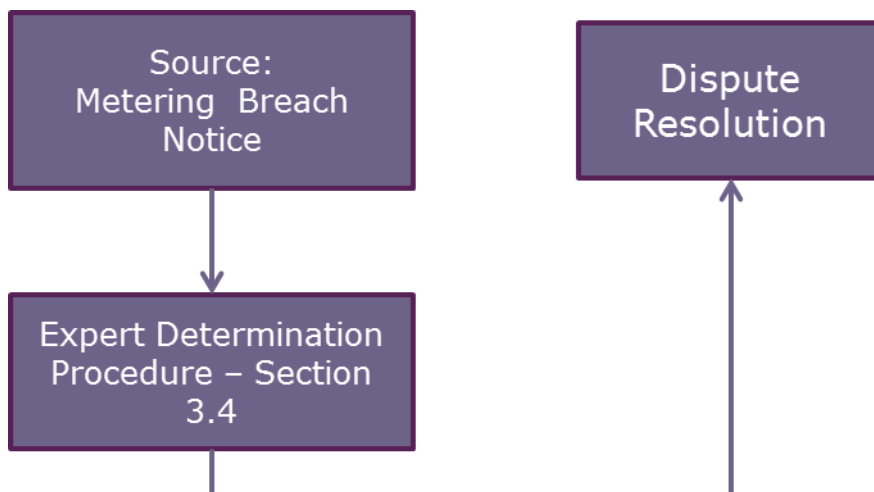 Source:
Metering Breach
Notice
Expert Determination
Procedure – Section
3.4
Dispute
Resolution